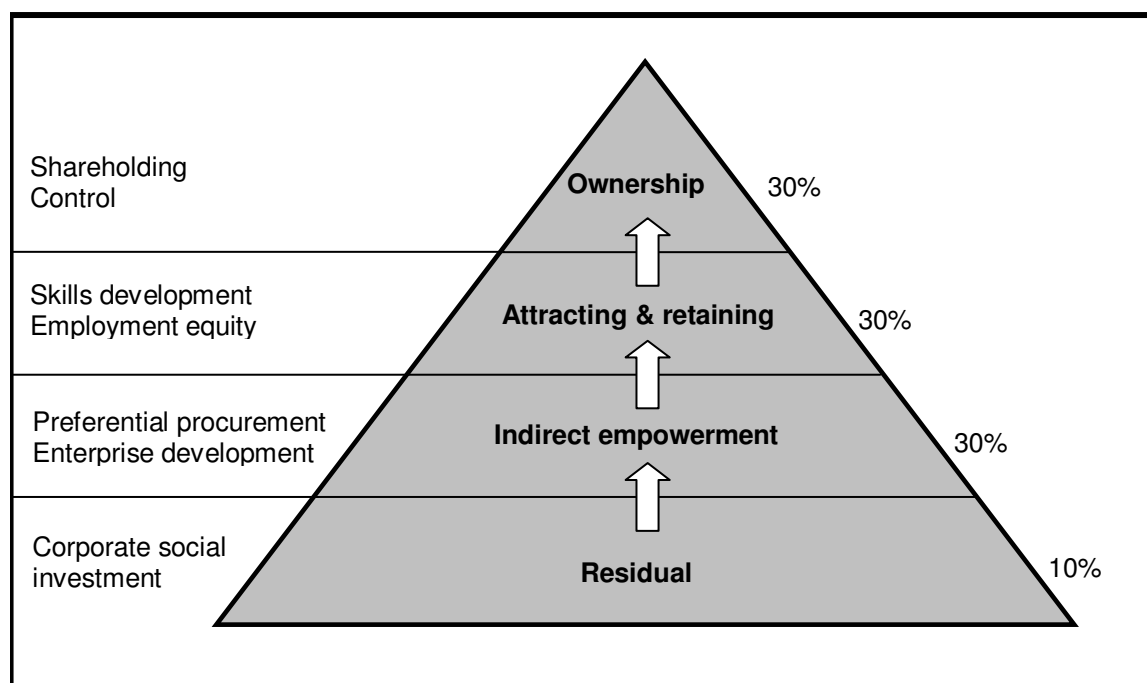 Shareholding
Control
Ownership
30%
Skills development
Employment equity
Attracting & retaining
30%
Preferential procurement
Enterprise development
Indirect empowerment
30%
Corporate social
investment
Residual
10%